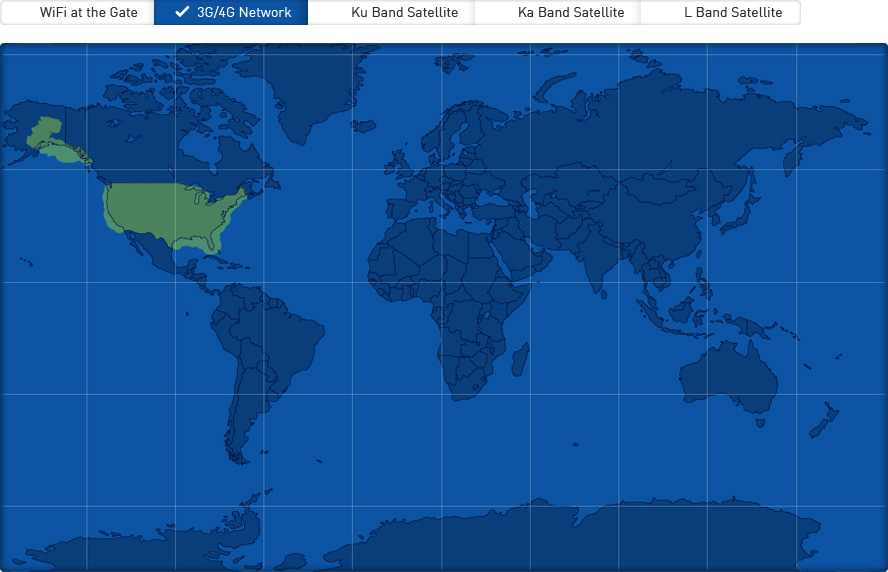 WiFi at the Gate
3G/4G Network
Ku Band Satellite
Ka Band Satellite
L Band Satellite